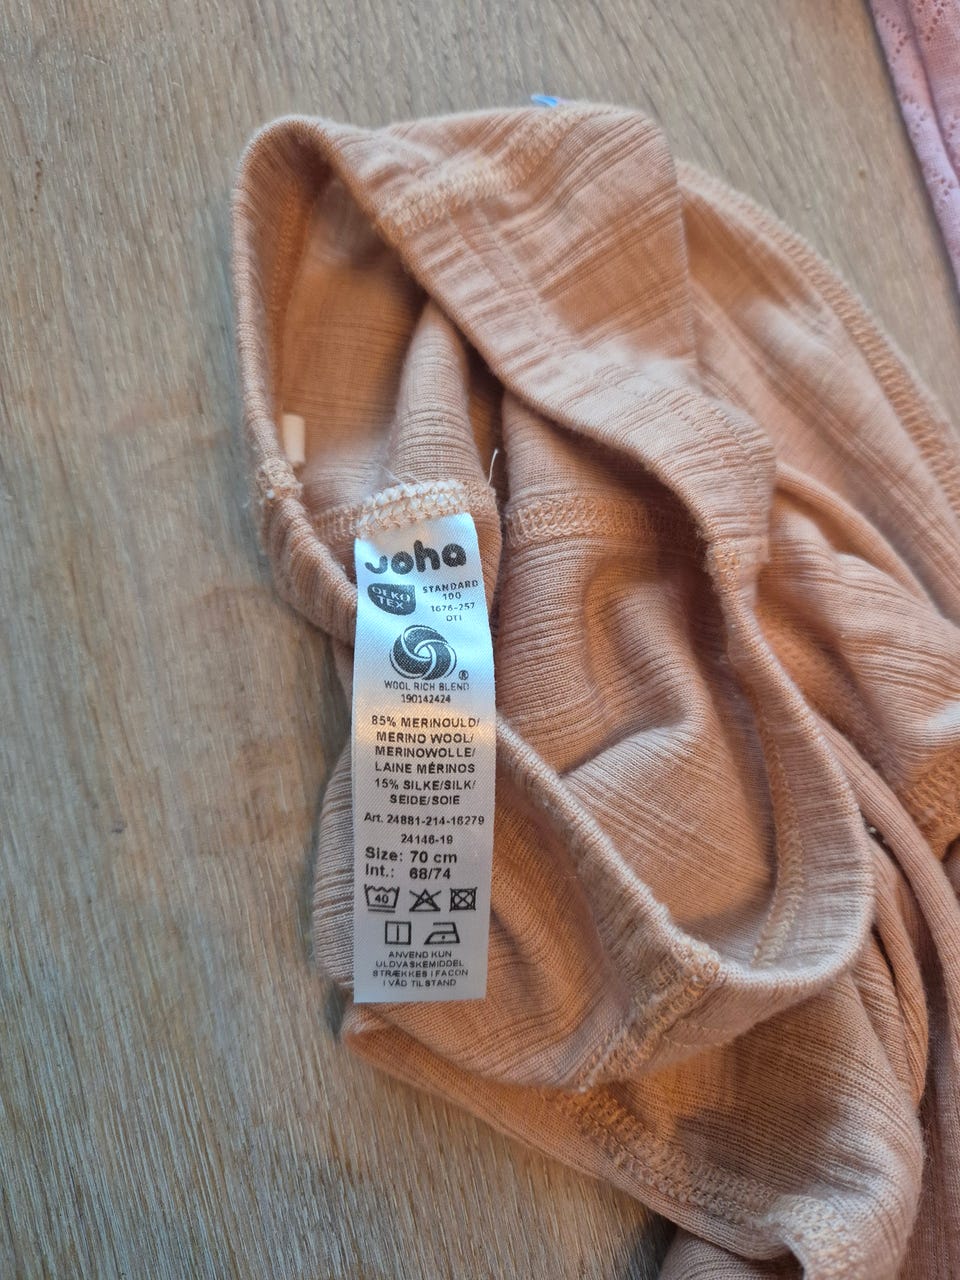 Joha
OEKO
TEX
STANDARD
100
1676-257
DTI
®
WOOL RICH BLEND
190142424
85% MERINOULD/
MERINO WOOL/
MERINOWOLLE/
LAINE MÉRINOS
15% SILKE/SILK/
SEIDE/SOIE
Art. 24881-214-16279
24146-19
Size: 70 cm
Int.: 68/74
40
ANVEND KUN
ULDVASKEMIDDEL
STRÆKKES I FACON
I VÅD TILSTAND